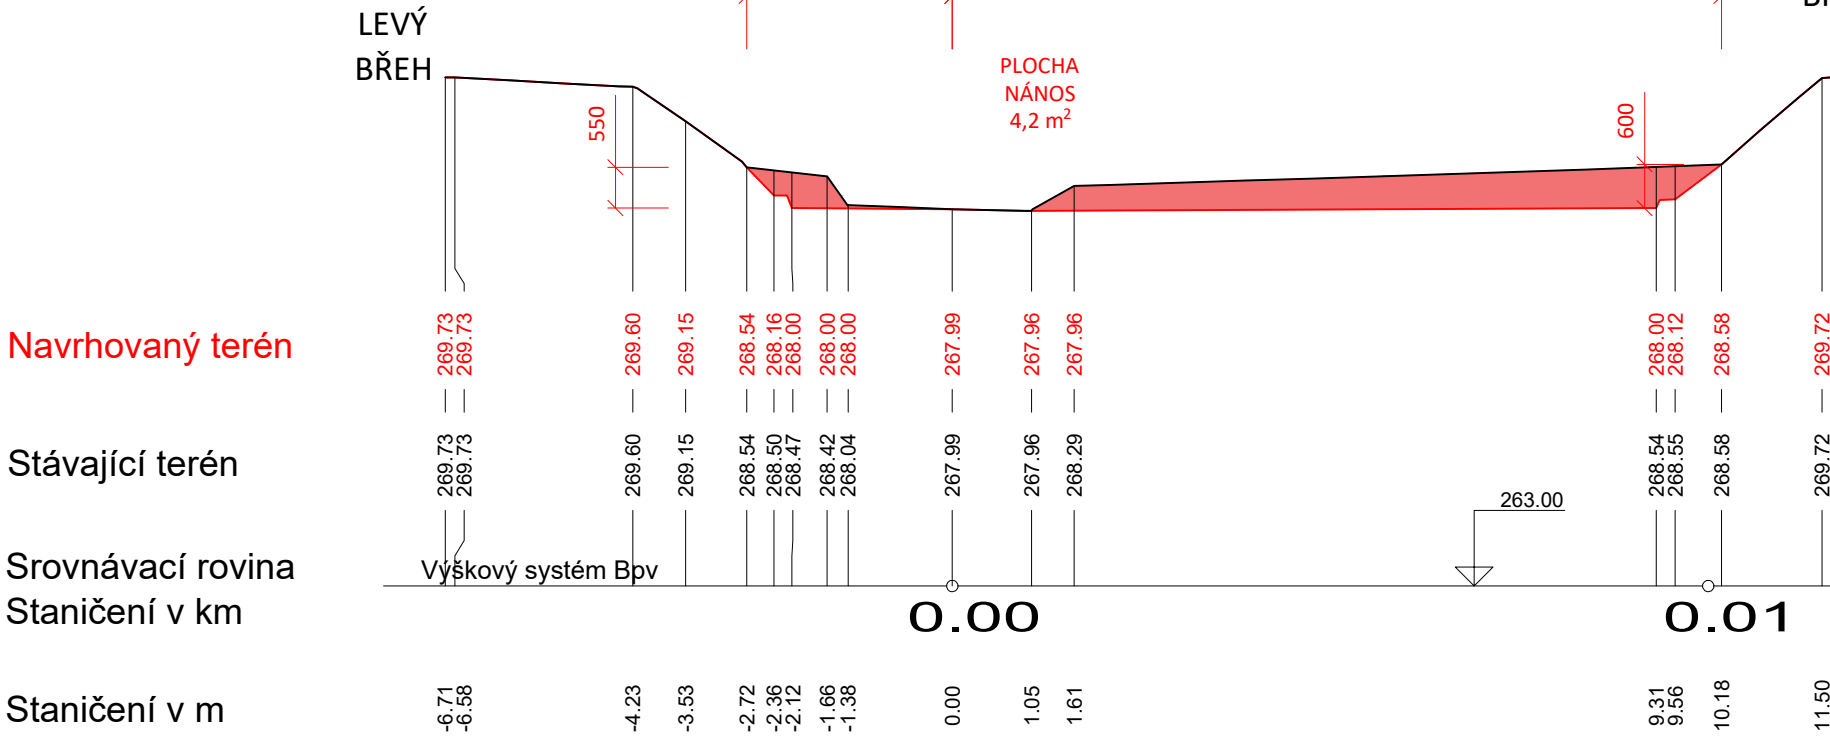 LEVÝ
BŘEH
PLOCHA
NÁNOS
4,2 m²
550
600
Navrhovaný terén
269.73 269.73 269.60 269.15 268.54 268.16 268.00 268.00 268.00 267.99 267.96 267.96 268.00 268.12 268.58 269.72
Stávající terén
269.73 269.73 269.60 269.15 268.54 268.50 268.47 268.42 268.04 267.99 267.96 268.29 268.54 268.55 268.58 269.72
263.00
Srovnávací rovina
Výškový systém Bpv
Staničení v km
0.00 0.01
Staničení v m
-6.71 -6.58 -4.23 -3.53 -2.72 -2.36 -2.12 -1.66 -1.38 0.00 1.05 1.61 9.31 9.56 10.18 11.50